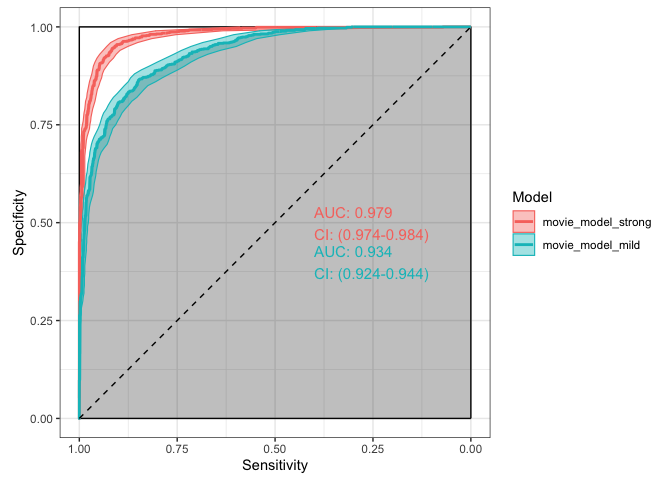 1.00
0.75
0.50
0.25
0.00
Specificity
AUC: 0.979
CI: (0.974-0.984)
AUC: 0.934
CI: (0.924-0.944)
1.00 0.75 0.50 0.25 0.00
Sensitivity
Model
movie_model_strong
movie_model_mild